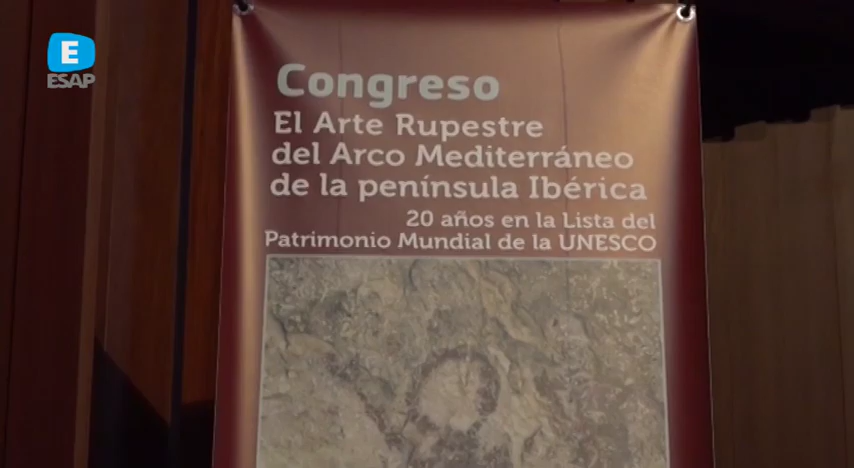 E
ESAP
Congreso
El Arte Rupestre
del Arco Mediterráneo
de la península Ibérica
20 años en la Lista del
Patrimonio Mundial de la UNESCO